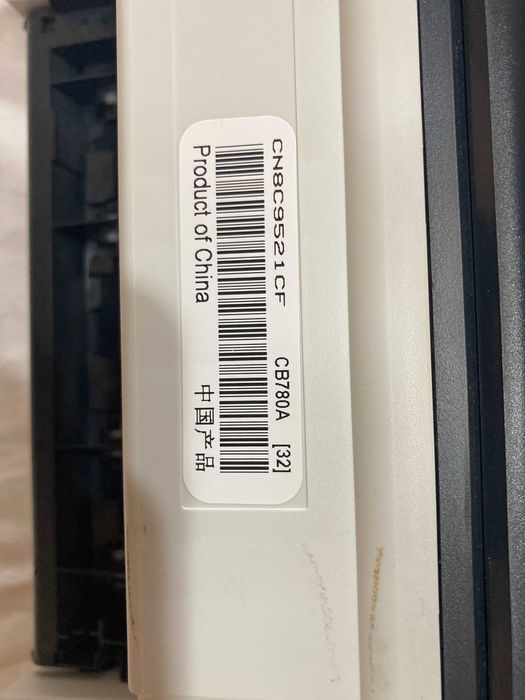 CN8C9521CF CB780A [32]
Product of China 中国产品